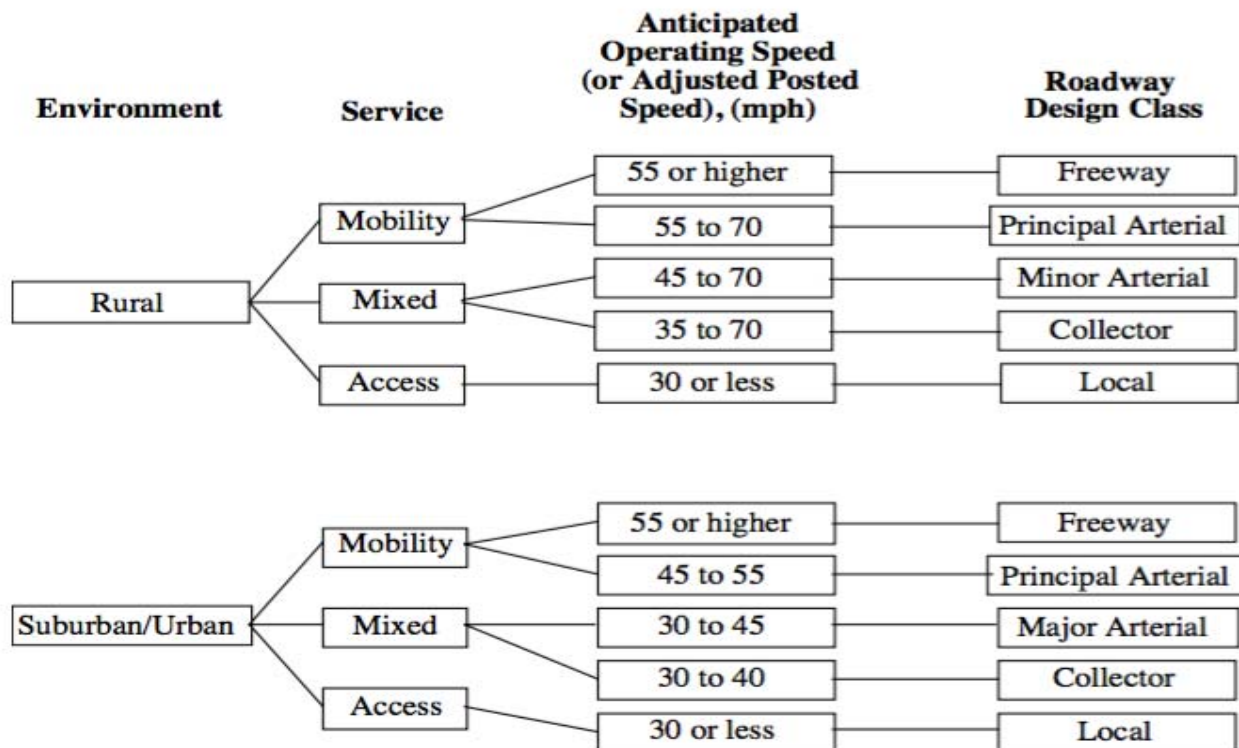 Environment
Service
Anticipated
Operating Speed
(or Adjusted Posted
Speed), (mph)
Roadway
Design Class
Rural
Mobility
55 or higher
Freeway
55 to 70
Principal Arterial
Mixed
45 to 70
Minor Arterial
35 to 70
Collector
Access
30 or less
Local
Suburban/Urban
Mobility
55 or higher
Freeway
45 to 55
Principal Arterial
Mixed
30 to 45
Major Arterial
30 to 40
Collector
Access
30 or less
Local